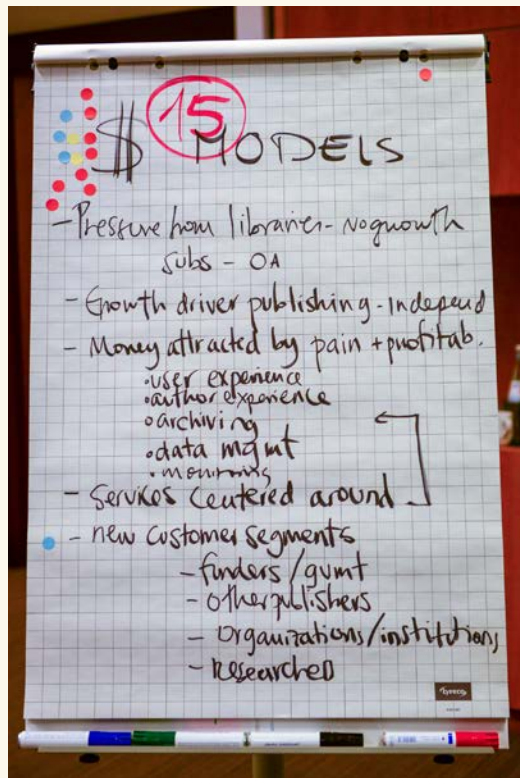 15
$ MODELS
- Pressure from libraries - No growth
subs - OA
- Growth driver publishing - Independ
- Money attracted by pain + profitab.
• user experience
• author experience
• archiving
• data mgmt
•
- Services centered around
- new customer segments
- funders / gvmt
- other publishers
- organizations/institutions
-